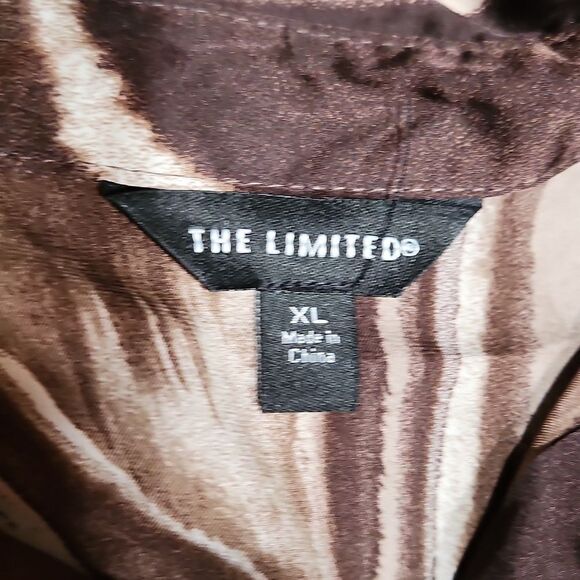 THE LIMITED®
XL
Made in
China